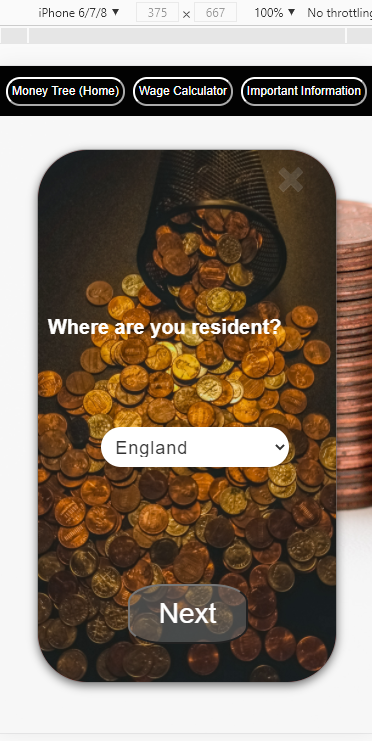 iPhone 6/7/8 ▼ 375 × 667 100% ▼ No throttling
Money Tree (Home) Wage Calculator Important Information
Where are you resident?
England
Next